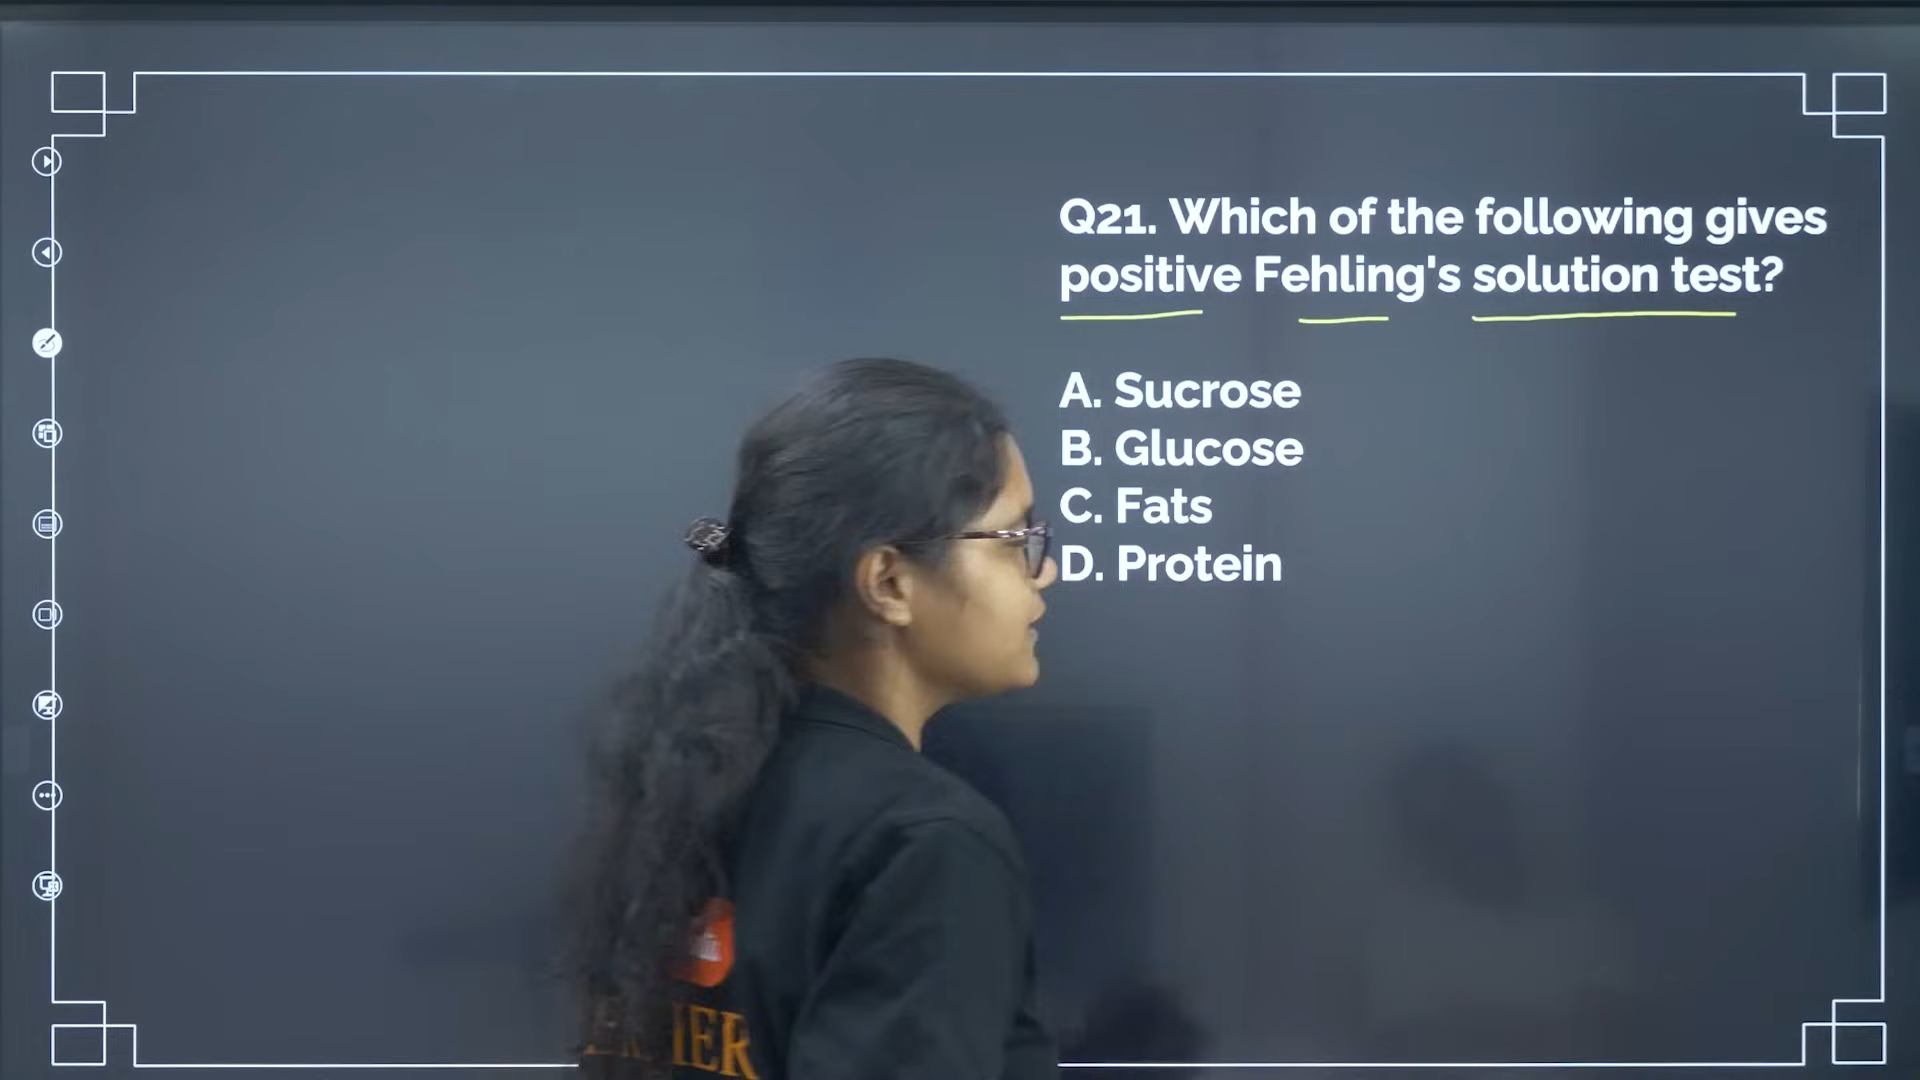 Q21. Which of the following gives
positive Fehling's solution test?
A. Sucrose
B. Glucose
C. Fats
D. Protein